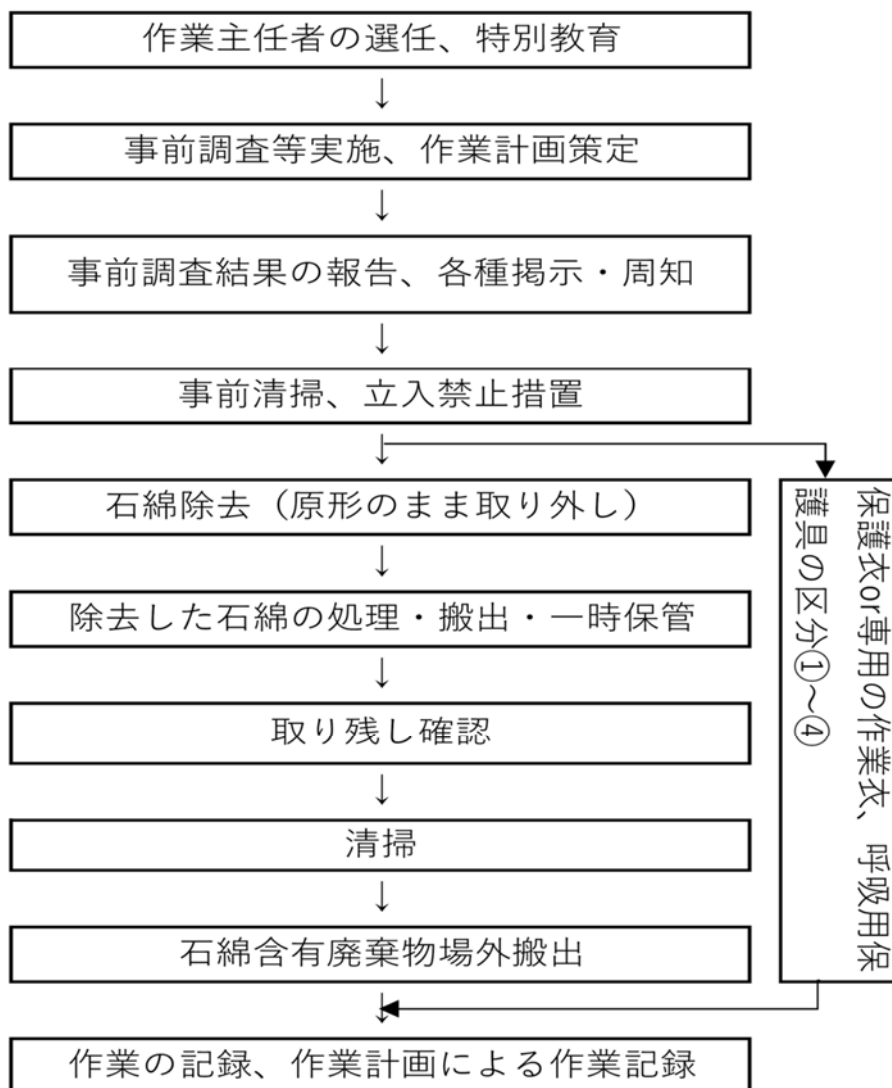 作業主任者の選任、特別教育
↓
事前調査等実施、作業計画策定
↓
事前調査結果の報告、各種掲示・周知
↓
事前清掃、立入禁止措置
↓
石綿除去（原形のまま取り外し）
↓
除去した石綿の処理・搬出・一時保管
↓
取り残し確認
↓
清掃
↓
石綿含有廃棄物場外搬出
↓
作業の記録、作業計画による作業記録
保護衣or専用の作業衣、呼吸用保
護具の区分①～④